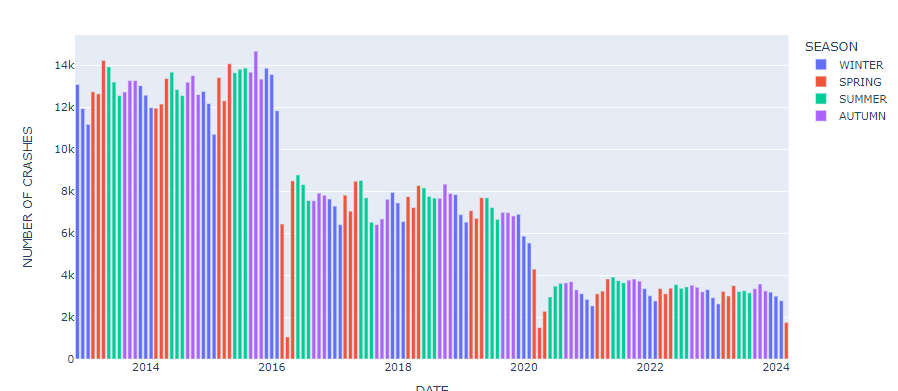 SEASON
WINTER
SPRING
SUMMER
AUTUMN
NUMBER OF CRASHES
14k
12k
10k
8k
6k
4k
2k
0
2014
2016
2018
2020
2022
2024
DATE